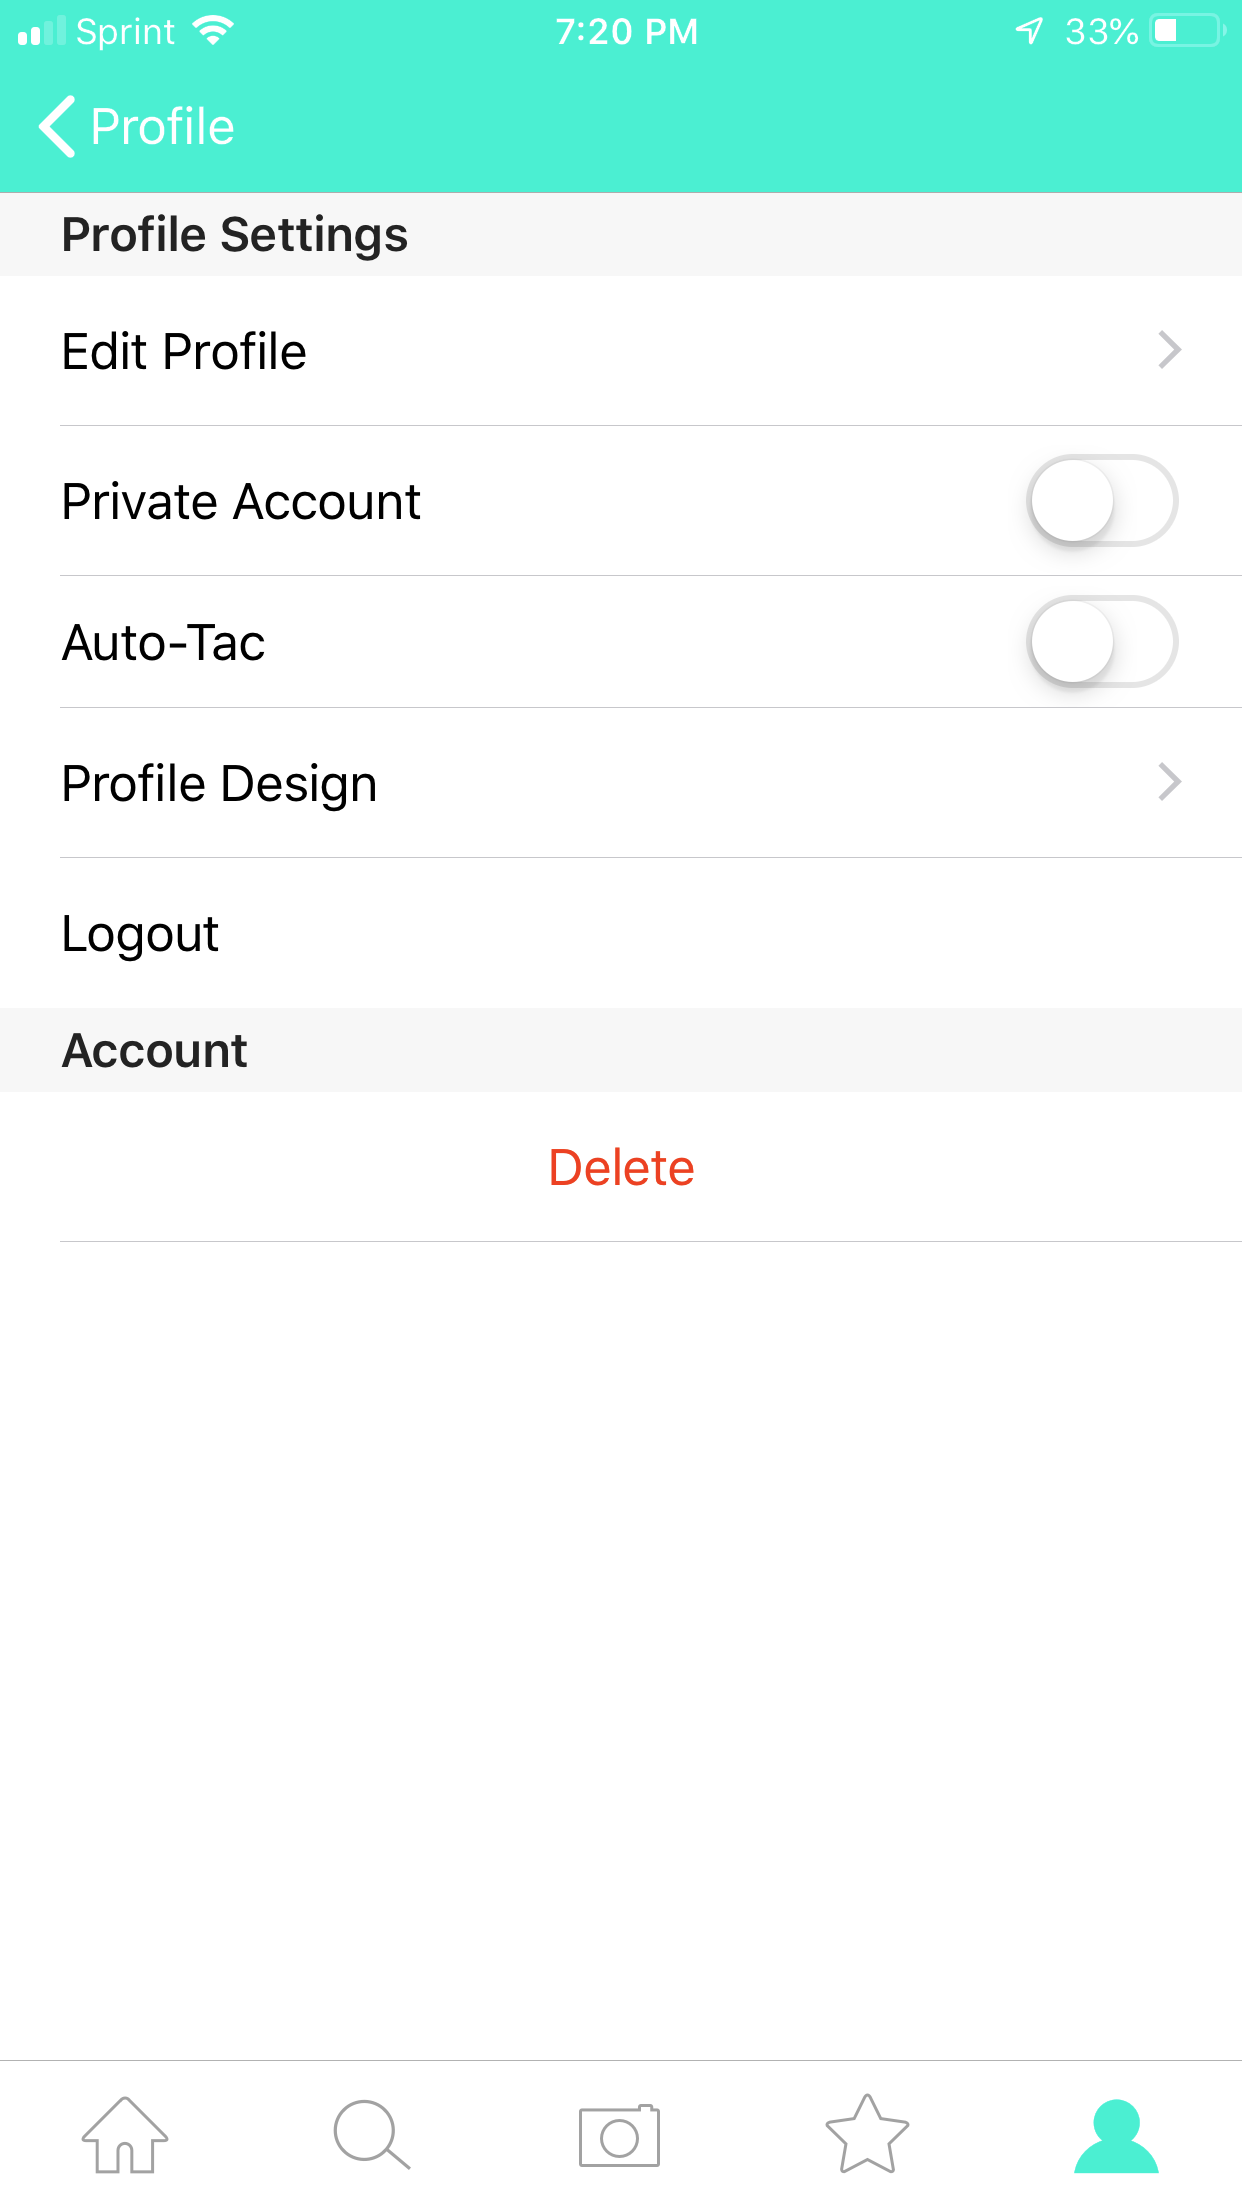 Sprint 7:20 PM 33%
Profile
Profile Settings
Edit Profile
Private Account
Auto-Tac
Profile Design
Logout
Account
Delete